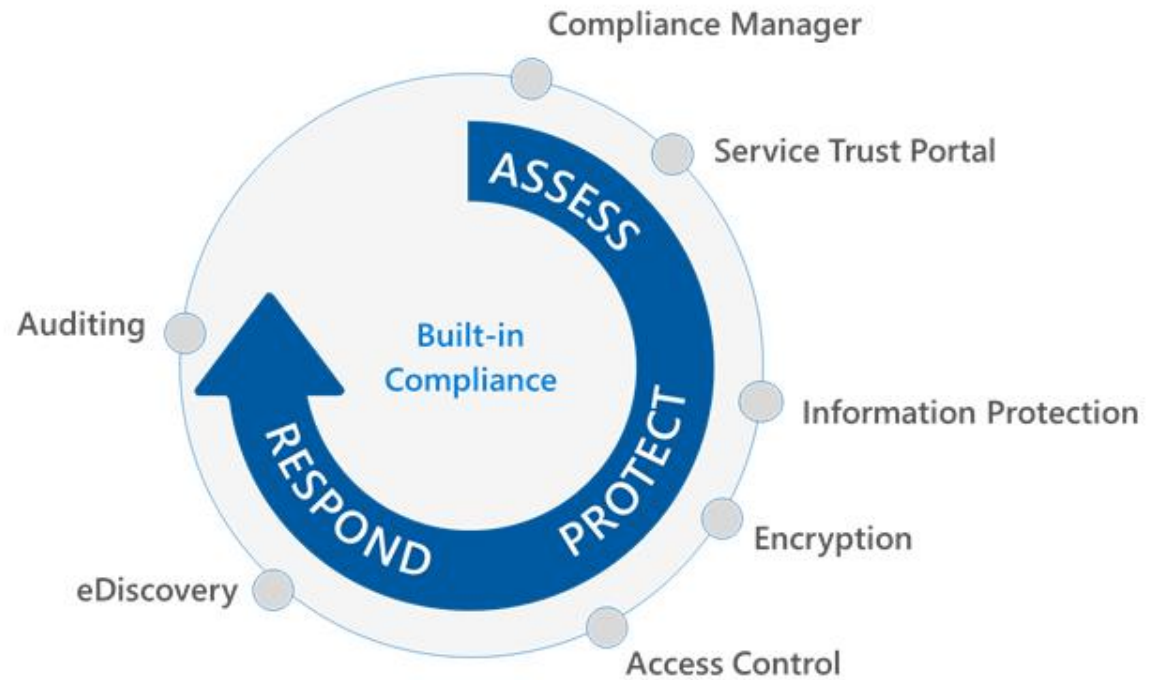 Compliance Manager
Service Trust Portal
ASSESS
Built-in
Compliance
Auditing
Information Protection
PROTECT
RESPOND
Encryption
eDiscovery
Access Control